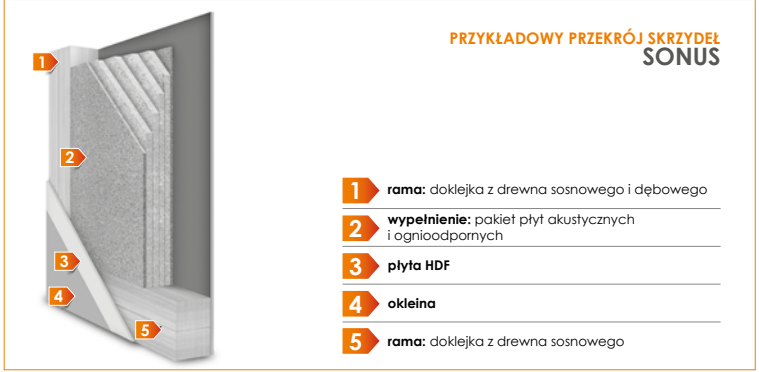 PRZYKŁADOWY PRZEKRÓJ SKRZYDEŁ
SONUS
1
2
3
4
5
1 rama: doklejka z drewna sosnowego i dębowego
2 wypełnienie: pakiet płyt akustycznych
i ognioodpornych
3 płyta HDF
4 okleina
5 rama: doklejka z drewna sosnowego